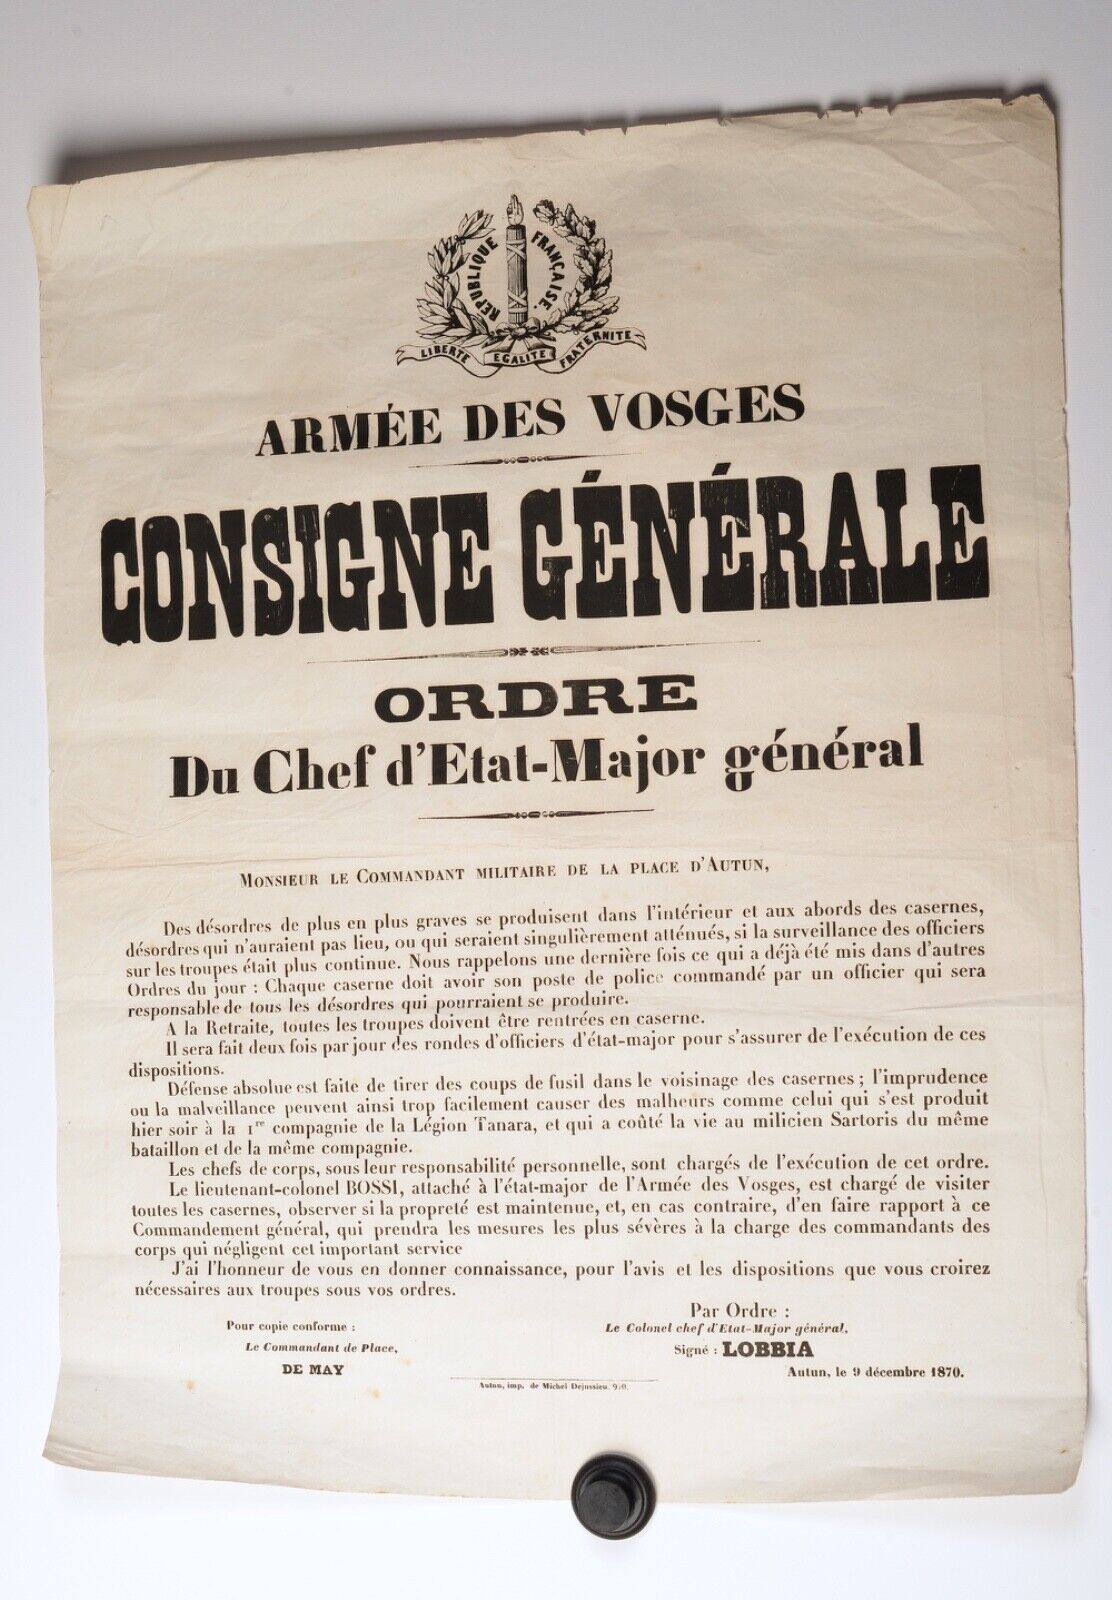 RÉPUBLIQUE FRANÇAISE.
LIBERTE EGALITE FRATERNITE
ARMÉE DES VOSGES
CONSIGNE GÉNÉRALE
ORDRE
Du Chef d'Etat-Major général
MONSIEUR LE COMMANDANT MILITAIRE DE LA PLACE D'AUTUN,
Des désordres de plus en plus graves se produisent dans l'intérieur et aux abords des casernes,
désordres qui n'auraient pas lieu, ou qui seraient singulièrement atténués, si la surveillance des officiers
sur les troupes était plus continue. Nous rappelons une dernière fois ce qui a déjà été mis dans d'autres
Ordres du jour : Chaque caserne doit avoir son poste de police commandé par un officier qui sera
responsable de tous les désordres qui pourraient se produire.
A la Retraite, toutes les troupes doivent être rentrées en caserne.
Il sera fait deux fois par jour des rondes d'officiers d'état-major pour s'assurer de l'exécution de ces
dispositions.
Défense absolue est faite de tirer des coups de fusil dans le voisinage des casernes ; l'imprudence
ou la malveillance peuvent ainsi trop facilement causer des malheurs comme celui qui s'est produit
hier soir à la 1re compagnie de la Légion Tanara, et qui a coûté la vie au milicien Sartoris du même
bataillon et de la même compagnie.
Les chefs de corps, sous leur responsabilité personnelle, sont chargés de l'exécution de cet ordre.
Le lieutenant-colonel BOSSI, attaché à l'état-major de l'Armée des Vosges, est chargé de visiter
toutes les casernes, observer si la propreté est maintenue, et, en cas contraire, d'en faire rapport à ce
Commandement général, qui prendra les mesures les plus sévères à la charge des commandants des
corps qui négligent cet important service
J'ai l'honneur de vous en donner connaissance, pour l'avis et les dispositions que vous croirez
nécessaires aux troupes sous vos ordres.
Pour copie conforme :
Le Commandant de Place,
DE MAY
Par Ordre :
Le Colonel chef d'Etat-Major général,
Signé : LOBBIA
Autun, le 9 décembre 1870.
Autun, imp. de Michel Dejussieu.